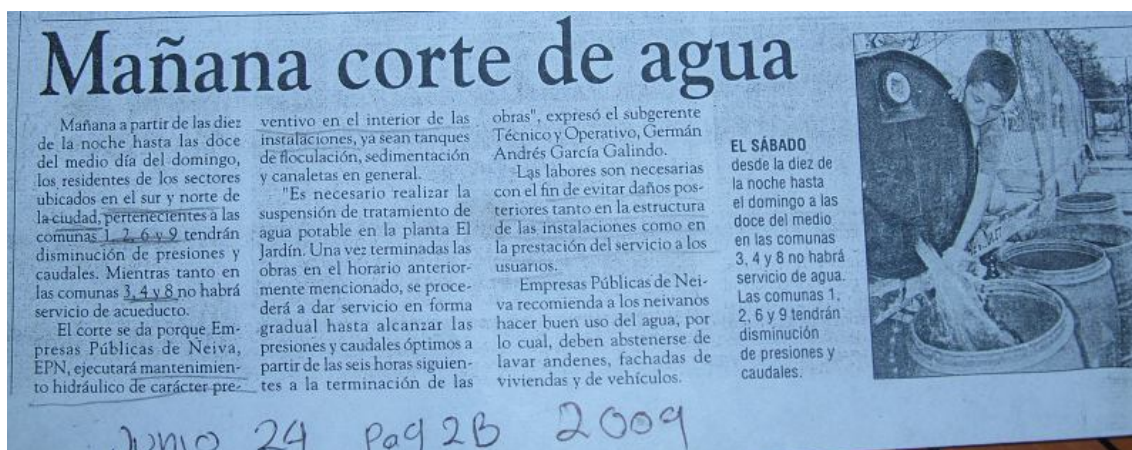 Mañana corte de agua
Mañana a partir de las diez
de la noche hasta las doce
del medio día del domingo,
los residentes de los sectores
ubicados en el sur y norte de
la ciudad, pertenecientes a las
comunas 1, 2, 6 y 9 tendrán
disminución de presiones y
caudales. Mientras tanto en
las comunas 3, 4 y 8 no habrá
servicio de acueducto.
El corte se da porque Em-
presas Públicas de Neiva,
EPN, ejecutará mantenimien-
to hidráulico de carácter pre-
ventivo en el interior de las
instalaciones, ya sean tanques
de floculación, sedimentación
y canaletas en general.
"Es necesario realizar la
suspensión de tratamiento de
agua potable en la planta El
Jardín. Una vez terminadas las
obras en el horario anterior-
mente mencionado, se proce-
derá a dar servicio en forma
gradual hasta alcanzar las
presiones y caudales óptimos a
partir de las seis horas siguien-
tes a la terminación de las
obras", expresó el subgerente
Técnico y Operativo, Germán
Andrés García Galindo.
Las labores son necesarias
con el fin de evitar daños pos-
teriores tanto en la estructura
de las instalaciones como en
la prestación del servicio a los
usuarios.
Empresas Públicas de Nei-
va recomienda a los neivanos
hacer buen uso del agua, por
lo cual, deben abstenerse de
lavar andenes, fachadas de
viviendas y de vehículos.
EL SÁBADO
desde la diez de
la noche hasta
el domingo a las
doce del medio
en las comunas
3, 4 y 8 no habrá
servicio de agua.
Las comunas 1,
2, 6 y 9 tendrán
disminución
de presiones y
caudales.
Junio 24 Pag 2B 2009